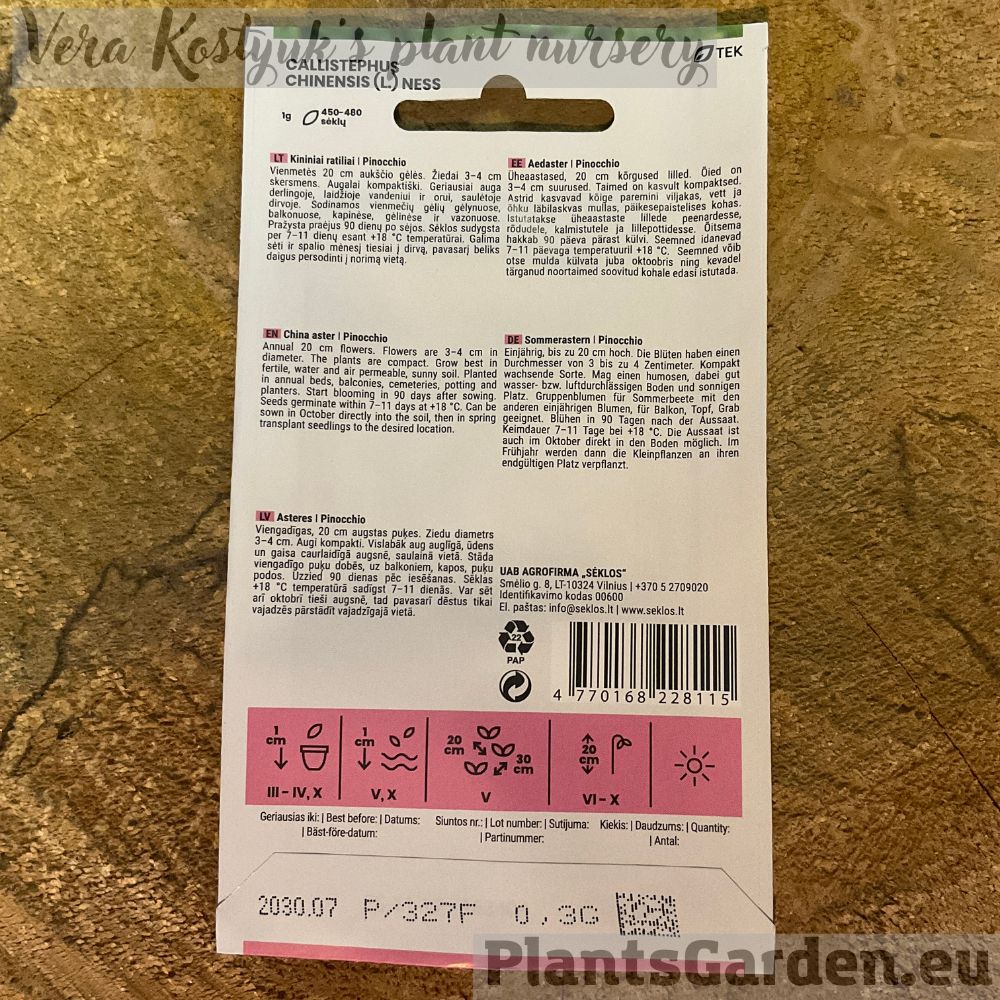 Vera Kostyuk's plant nursery
TEK
CALLISTEPHUS
CHINENSIS (L.) NESS
1g
450-480
sėklų
LT Kininiai ratiliai | Pinocchio
Vienmetės 20 cm aukščio gėlės. Žiedai 3-4 cm
skersmens. Augalai kompaktiški. Geriausiai auga
derlingoje, laidžioje vandeniui ir orui, saulėtoje
dirvoje. Sodinamos vienmečių gėlių gėlynuose,
balkonuose, kapinėse, gėlinėse ir vazonuose.
Pražysta praėjus 90 dienų po sėjos. Sėklos sudygsta
per 7-11 dienų esant +18 °C temperatūrai. Galima
sėti ir spalio mėnesį tiesiai į dirvą, pavasarį beliks
daigus persodinti į norimą vietą.
EE Aedaster | Pinocchio
Üheaastased, 20 cm kõrgused lilled. Õied on
3-4 cm suurused. Taimed on kasvult kompaktsed.
Astrid kasvavad kõige paremini viljakas, vett ja
õhku läbilaskvas mullas, päikesepaistelises kohas.
Istutatakse üheaastaste lillede peenardesse,
rõdudele, kalmistutele ja lillepottidesse. Õitsema
hakkab 90 päeva pärast külvi. Seemned idanevad
7-11 päevaga temperatuuril +18 °C. Seemned võib
otse mulda külvata juba oktoobris ning kevadel
tärganud noortaimed soovitud kohale edasi istutada.
EN China aster | Pinocchio
Annual 20 cm flowers. Flowers are 3-4 cm in
diameter. The plants are compact. Grow best in
fertile, water and air permeable, sunny soil. Planted
in annual beds, balconies, cemeteries, potting and
planters. Start blooming in 90 days after sowing.
Seeds germinate within 7-11 days at +18 °C. Can be
sown in October directly into the soil, then in spring
transplant seedlings to the desired location.
DE Sommerastern | Pinocchio
Einjährig, bis zu 20 cm hoch. Die Blüten haben einen
Durchmesser von 3 bis zu 4 Zentimeter. Kompakt
wachsende Sorte. Mag einen humosen, dabei gut
wasser- bzw. luftdurchlässigen Boden und sonnigen
Platz. Gruppenblumen für Sommerbeete mit den
anderen einjährigen Blumen, für Balkon, Topf, Grab
geeignet. Blühen in 90 Tagen nach der Aussaat.
Keimdauer 7-11 Tage bei +18 °C. Die Aussaat ist
auch im Oktober direkt in den Boden möglich. Im
Frühjahr werden dann die Kleinpflanzen an ihren
endgültigen Platz verpflanzt.
LV Asteres | Pinocchio
Viengadīgas, 20 cm augstas puķes. Ziedu diametrs
3-4 cm. Augi kompakti. Vislabāk aug auglīgā, ūdens
un gaisa caurlaidīgā augsnē, saulainā vietā. Stāda
viengadīgo puķu dobēs, uz balkoniem, kapos, puķu
podos. Uzzied 90 dienas pēc iesēšanas. Sēklas
+18 °C temperatūrā sadīgst 7-11 dienās. Var sēt
arī oktobrī tieši augsnē, tad pavasarī dēstus tikai
vajadzēs pārstādīt vajadzīgajā vietā.
UAB AGROFIRMA „SĖKLOS"
Smėlio g. 8, LT-10324 Vilnius | +370 5 2709020
Identifikavimo kodas 00600
El. paštas: info@seklos.lt | www.seklos.lt
22
PAP
4 770168 228115
1 cm
III - IV, X
1 cm
V, X
20 cm
30 cm
V
20 cm
VI - X
Geriausias iki: | Best before: | Datums:
| Bäst-före-datum:
Siuntos nr.: | Lot number: | Sutījuma:
| Partinummer:
Kiekis: | Daudzums: | Quantity:
| Antal:
2030.07 P/327F 0,3G
PlantsGarden.eu